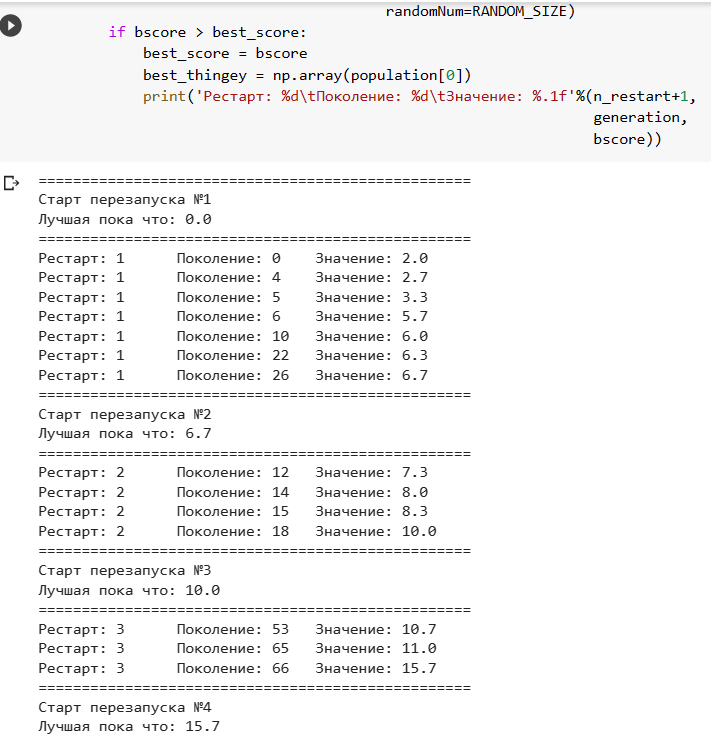 randomNum=RANDOM_SIZE)
if bscore > best_score:
best_score = bscore
best_thingey = np.array(population[0])
print('Рестарт: %d\tПоколение: %d\tЗначение: %.1f'%(n_restart+1,
generation,
bscore))
==================================================
Старт перезапуска №1
Лучшая пока что: 0.0
==================================================
Рестарт: 1 Поколение: 0 Значение: 2.0
Рестарт: 1 Поколение: 4 Значение: 2.7
Рестарт: 1 Поколение: 5 Значение: 3.3
Рестарт: 1 Поколение: 6 Значение: 5.7
Рестарт: 1 Поколение: 10 Значение: 6.0
Рестарт: 1 Поколение: 22 Значение: 6.3
Рестарт: 1 Поколение: 26 Значение: 6.7
==================================================
Старт перезапуска №2
Лучшая пока что: 6.7
==================================================
Рестарт: 2 Поколение: 12 Значение: 7.3
Рестарт: 2 Поколение: 14 Значение: 8.0
Рестарт: 2 Поколение: 15 Значение: 8.3
Рестарт: 2 Поколение: 18 Значение: 10.0
==================================================
Старт перезапуска №3
Лучшая пока что: 10.0
==================================================
Рестарт: 3 Поколение: 53 Значение: 10.7
Рестарт: 3 Поколение: 65 Значение: 11.0
Рестарт: 3 Поколение: 66 Значение: 15.7
==================================================
Старт перезапуска №4
Лучшая пока что: 15.7